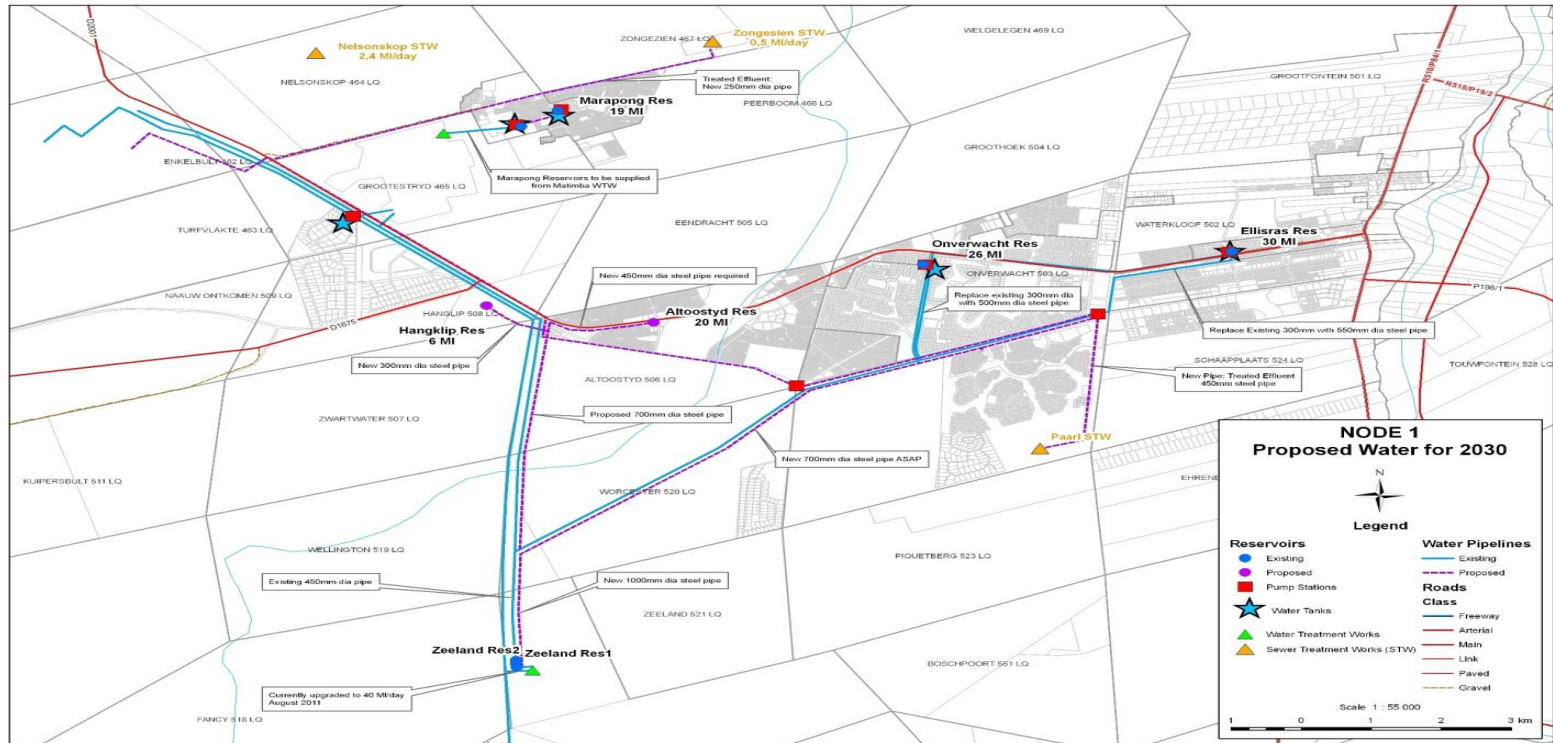 D2001
Nelsonskop STW
2,4 Ml/day
NELSONSKOP 464 LQ
ZONGEZIEN 467 LQ
Zongesien STW
0,5 Ml/day
WELGELEGEN 469 LQ
GROOTFONTEIN 501 LQ
R510/P84/1
R518/P19/2
Treated Effluent:
New 250mm dia pipe
PEERBOOM 466 LQ
Marapong Res
19 Ml
ENKELBULT 462 LQ
GROOTESTRYD 465 LQ
Marapong Reservoirs to be supplied
from Matimba WTW
GROOTHOEK 504 LQ
TURFVLAKTE 463 LQ
EENDRACHT 505 LQ
WATERKLOOF 502 LQ
Ellisras Res
30 Ml
Onverwacht Res
26 Ml
ONVERWACHT 503 LQ
New 450mm dia steel pipe required
Replace existing 300mm dia
with 500mm dia steel pipe
P198/1
NAAUW ONTKOMEN 509 LQ
D1675
HANGLIP 508 LQ
Hangklip Res
6 Ml
Altoostyd Res
20 Ml
Replace Existing 300mm with 550mm dia steel pipe
New 300mm dia steel pipe
SCHAAPPLAATS 524 LQ
TOUWFONTEIN 528 LQ
ALTOOSTYD 506 LQ
New Pipe: Treated Effluent
450mm steel pipe
ZWARTWATER 507 LQ
Proposed 700mm dia steel pipe
Paarl STW
New 700mm dia steel pipe ASAP
KUIPERSBULT 511 LQ
WORCESTER 520 LQ
EHRENB
WELLINGTON 519 LQ
PIQUETBERG 523 LQ
Existing 450mm dia pipe
New 1000mm dia steel pipe
ZEELAND 521 LQ
Zeeland Res2
Zeeland Res1
BOSCHPOORT 551 LQ
Currently upgraded to 40 Ml/day
August 2011
FANCY 518 LQ
NODE 1
Proposed Water for 2030
N
Legend
Reservoirs
Existing
Proposed
Pump Stations
Water Tanks
Water Treatment Works
Sewer Treatment Works (STW)
Water Pipelines
Existing
Proposed
Roads
Class
Freeway
Arterial
Main
Link
Paved
Gravel
Scale 1 : 55 000
1 0 1 2 3 km